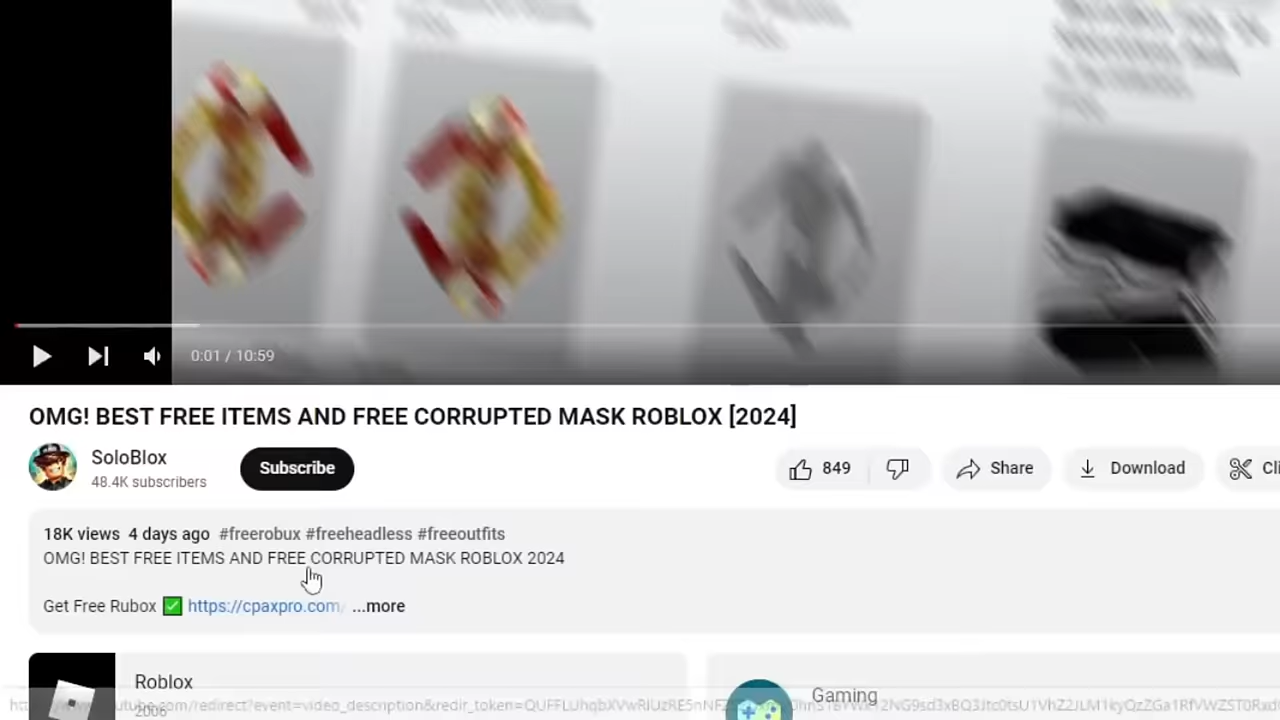 0:01 / 10:59
OMG! BEST FREE ITEMS AND FREE CORRUPTED MASK ROBLOX [2024]
SoloBlox
48.4K subscribers
Subscribe
849
Share
Download
18K views 4 days ago #freerobux #freeheadless #freeoutfits
OMG! BEST FREE ITEMS AND FREE CORRUPTED MASK ROBLOX 2024
Get Free Rubox ✅ https://cpaxpro.com/ ...more
Roblox
2006
Gaming